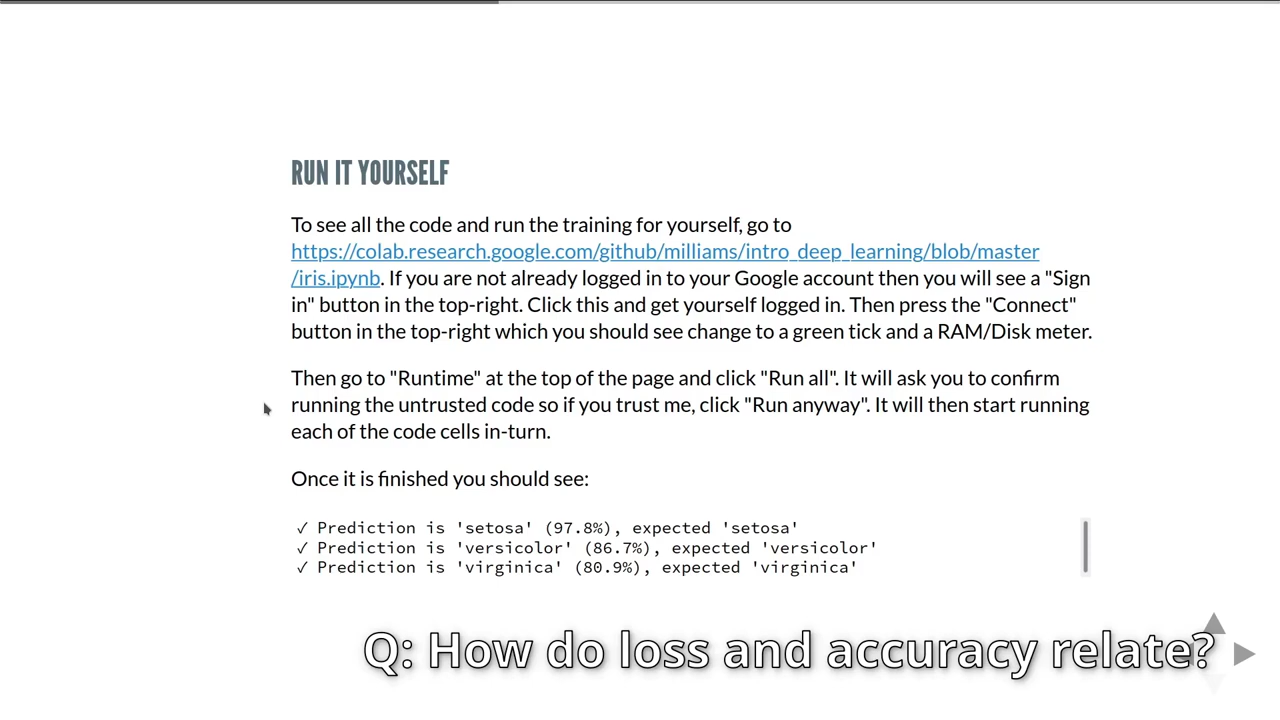 RUN IT YOURSELF
To see all the code and run the training for yourself, go to
https://colab.research.google.com/github/milliams/intro_deep_learning/blob/master
/iris.ipynb. If you are not already logged in to your Google account then you will see a "Sign
in" button in the top-right. Click this and get yourself logged in. Then press the "Connect"
button in the top-right which you should see change to a green tick and a RAM/Disk meter.
Then go to "Runtime" at the top of the page and click "Run all". It will ask you to confirm
running the untrusted code so if you trust me, click "Run anyway". It will then start running
each of the code cells in-turn.
Once it is finished you should see:
✓ Prediction is 'setosa' (97.8%), expected 'setosa'
✓ Prediction is 'versicolor' (86.7%), expected 'versicolor'
✓ Prediction is 'virginica' (80.9%), expected 'virginica'
Q: How do loss and accuracy relate?